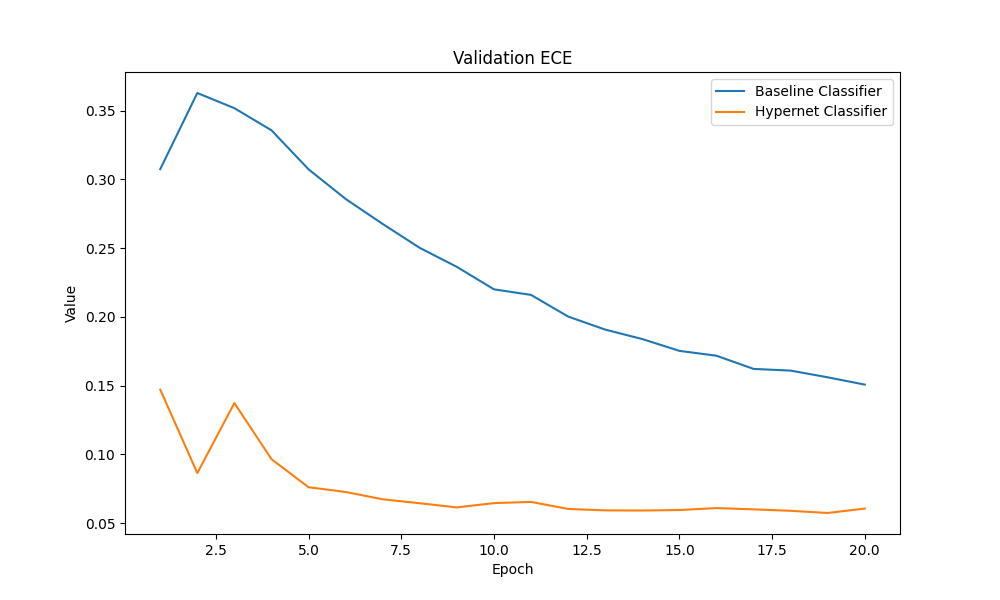 Validation ECE
Baseline Classifier
Hypernet Classifier
Value
0.35
0.30
0.25
0.20
0.15
0.10
0.05
2.5 5.0 7.5 10.0 12.5 15.0 17.5 20.0
Epoch